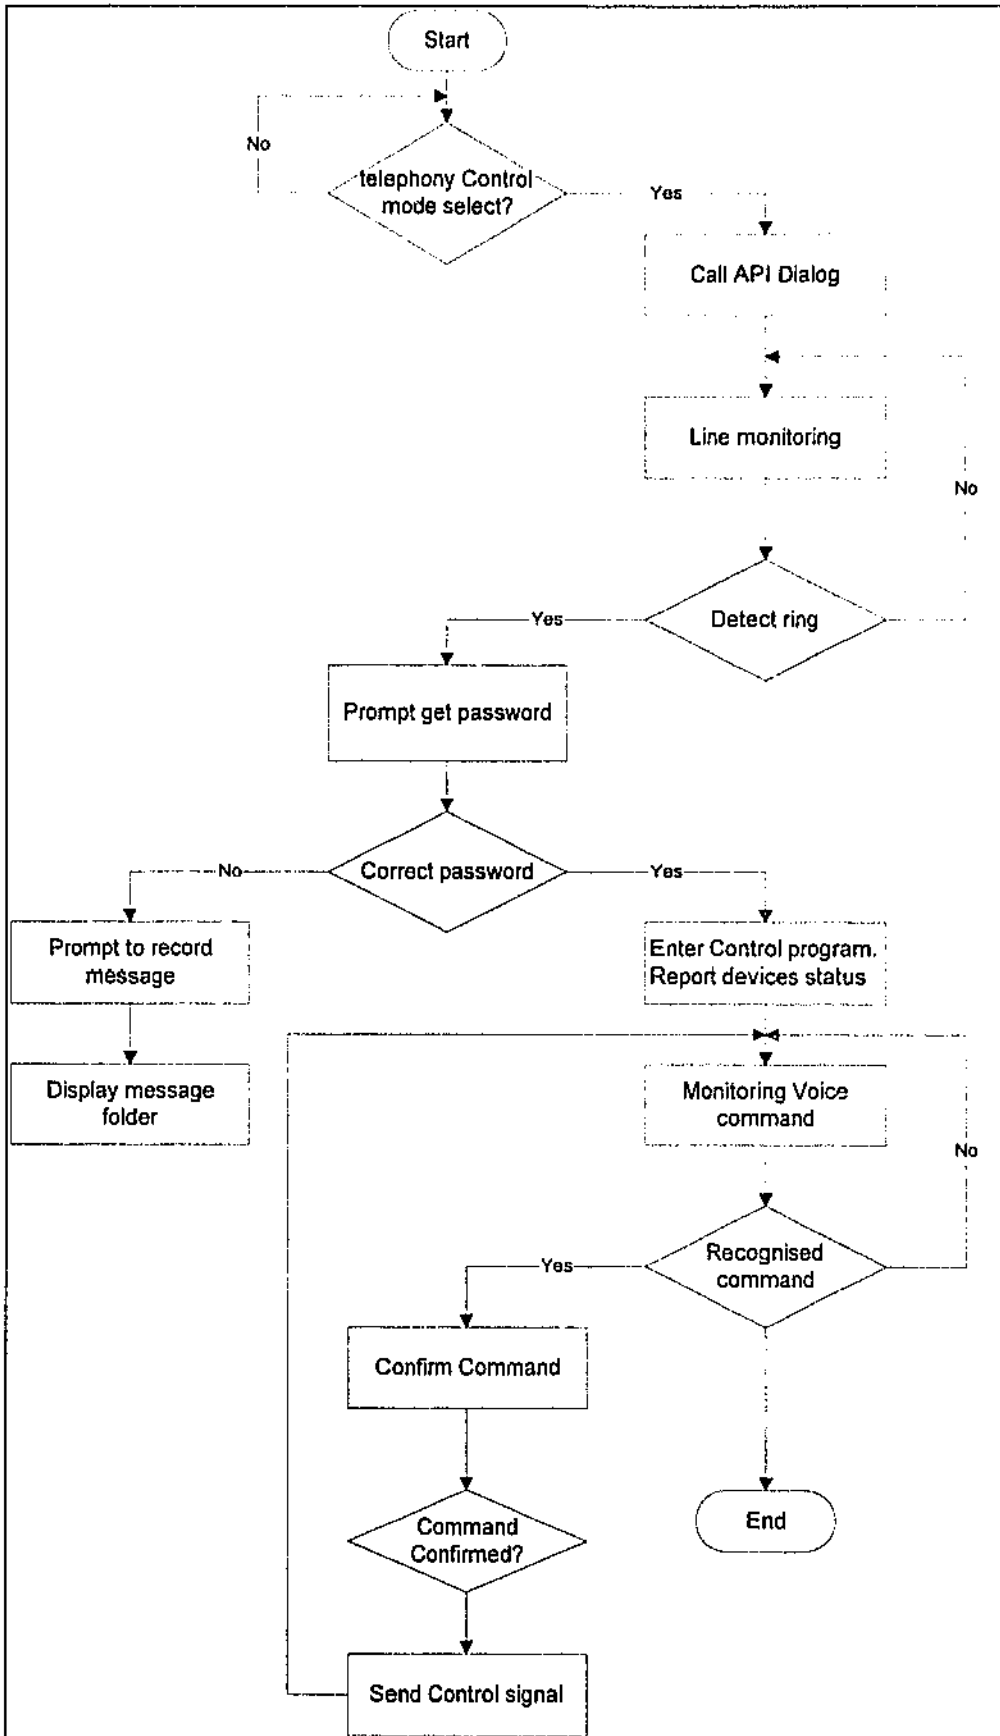 Start
No
telephony Control
mode select?
Yes
Call API Dialog
Line monitoring
No
Detect ring
Yes
Prompt get password
Correct password
No
Yes
Prompt to record
message
Enter Control program.
Report devices status
Display message
folder
Monitoring Voice
command
No
Recognised
command
Yes
Confirm Command
Command
Confirmed?
End
Send Control signal